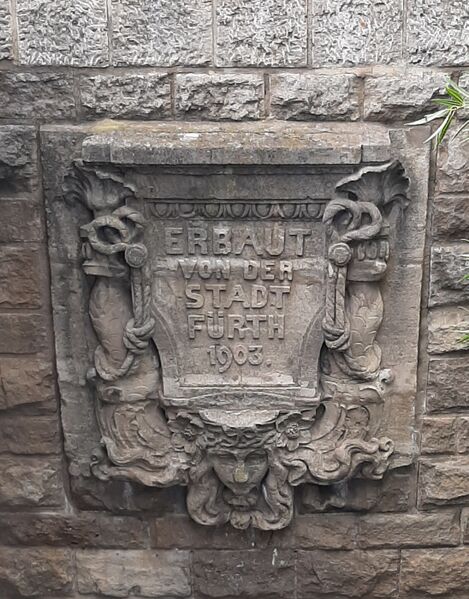 ERBAUT
VON DER
STADT
FÜRTH
1903.